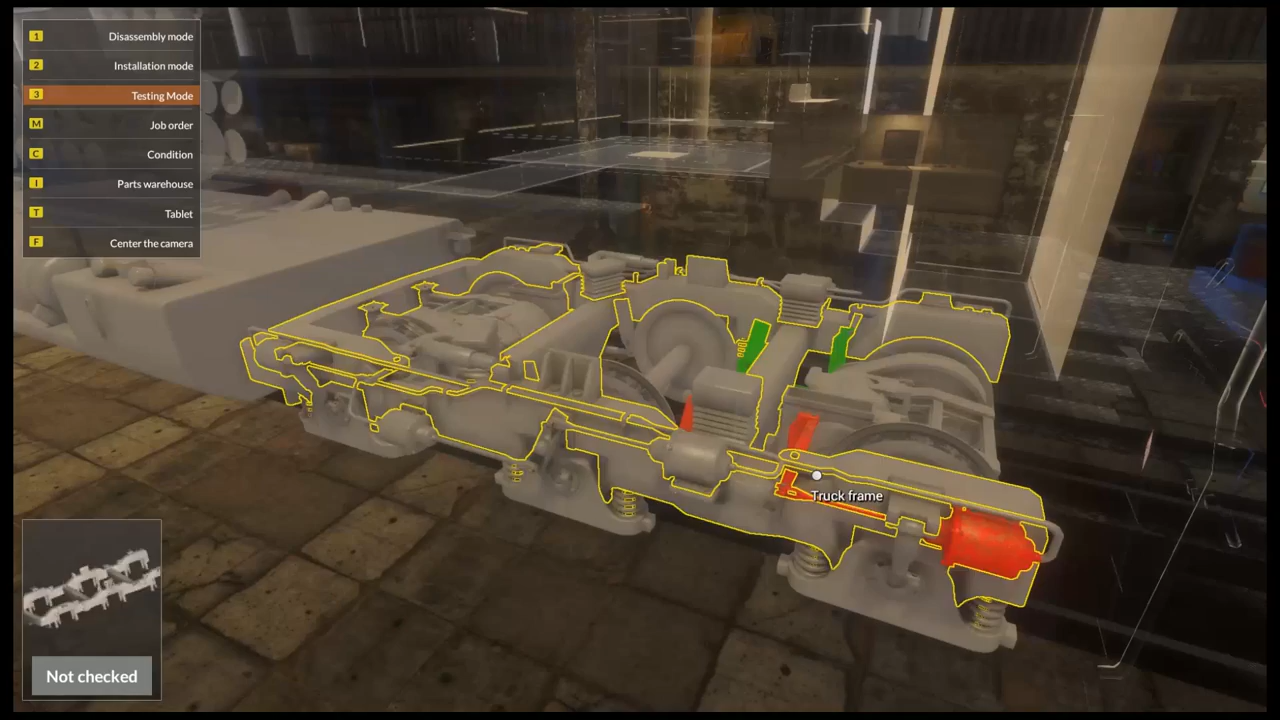 1 Disassembly mode
2 Installation mode
3 Testing Mode
M Job order
C Condition
I Parts warehouse
T Tablet
F Center the camera
Truck frame
Not checked